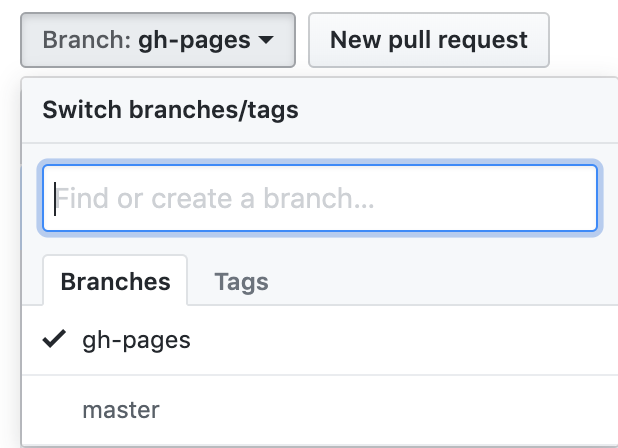 Branch: gh-pages New pull request
Switch branches/tags
Find or create a branch...
Branches Tags
gh-pages
master